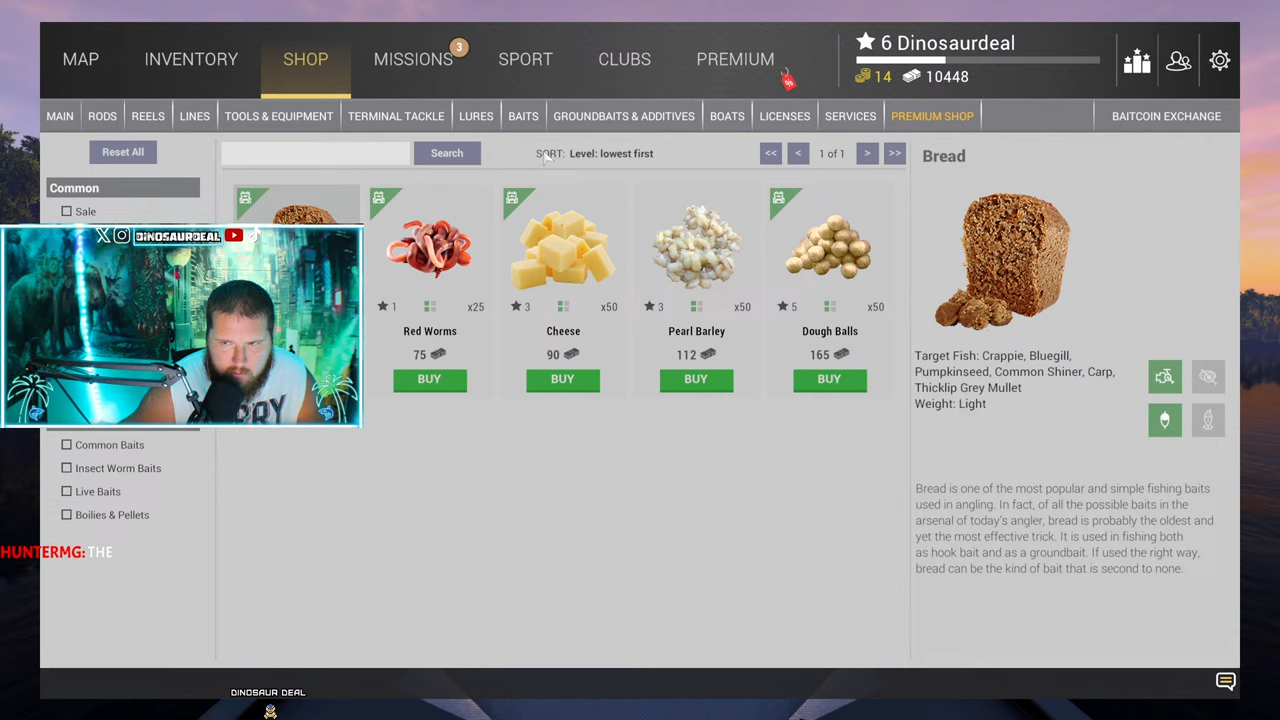 MAP
INVENTORY
SHOP
MISSIONS
3
SPORT
CLUBS
PREMIUM
%
6 Dinosaurdeal
14
10448
MAIN
RODS
REELS
LINES
TOOLS & EQUIPMENT
TERMINAL TACKLE
LURES
BAITS
GROUNDBAITS & ADDITIVES
BOATS
LICENSES
SERVICES
PREMIUM SHOP
BAITCOIN EXCHANGE
Reset All
Search
SORT: Level: lowest first
<<
<
1 of 1
>
>>
Common
Sale
DINOSAURDEAL
Common Baits
Insect Worm Baits
Live Baits
Boilies & Pellets
1
x25
Red Worms
75
BUY
3
x50
Cheese
90
BUY
3
x50
Pearl Barley
112
BUY
5
x50
Dough Balls
165
BUY
Bread
Target Fish: Crappie, Bluegill,
Pumpkinseed, Common Shiner, Carp,
Thicklip Grey Mullet
Weight: Light
Bread is one of the most popular and simple fishing baits
used in angling. In fact, of all the possible baits in the
arsenal of today's angler, bread is probably the oldest and
yet the most effective trick. It is used in fishing both
as hook bait and as a groundbait. If used the right way,
bread can be the kind of bait that is second to none.
HUNTERMG: THE
DINOSAUR DEAL